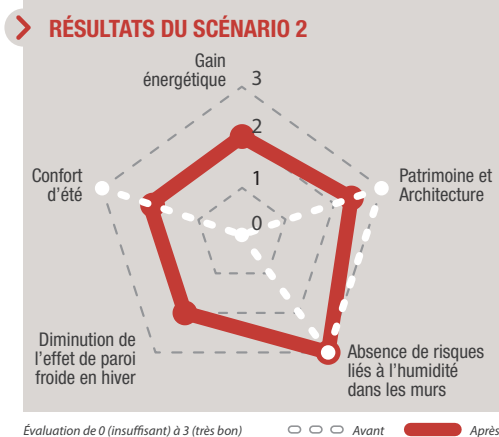 RÉSULTATS DU SCÉNARIO 2
Gain
énergétique
3
2
1
0
Confort
d'été
Patrimoine et
Architecture
Diminution de
l'effet de paroi
froide en hiver
Absence de risques
liés à l'humidité
dans les murs
Évaluation de 0 (insuffisant) à 3 (très bon)
Avant
Après